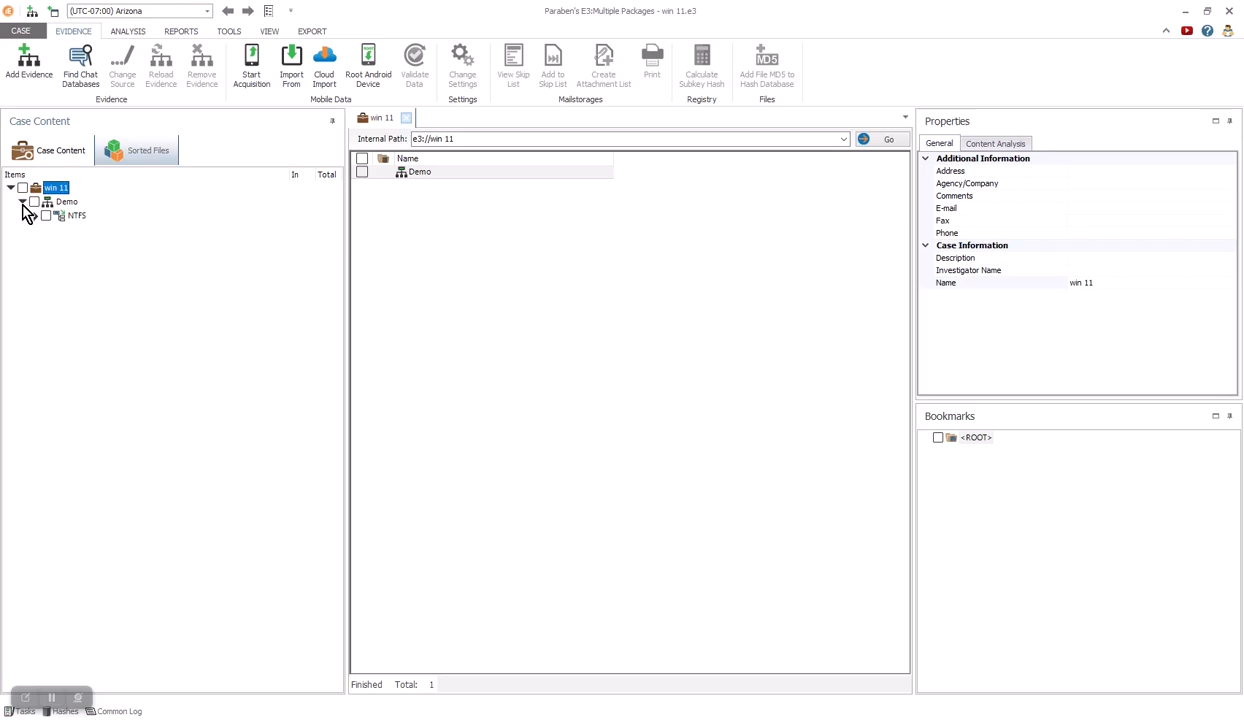 (UTC-07:00) Arizona
Paraben's E3:Multiple Packages - win 11.e3
CASE EVIDENCE ANALYSIS REPORTS TOOLS VIEW EXPORT
Add Evidence
Find Chat Databases
Change Source
Reload Evidence
Remove Evidence
Start Acquisition
Import From
Cloud Import
Root Android Device
Validate Data
Change Settings
View Skip List
Add to Skip List
Create Attachment List
Print
Calculate Subkey Hash
MD5
Add File MD5 to Hash Database
Evidence Mobile Data Settings Mailstorages Registry Files
Case Content
Case Content Sorted Files
Items In Total
win 11
Demo
NTFS
win 11
Internal Path: e3://win 11 Go
Name
Demo
Finished Total: 1
Properties
General Content Analysis
Additional Information
Address
Agency/Company
Comments
E-mail
Fax
Phone
Case Information
Description
Investigator Name
Name win 11
Bookmarks
<ROOT>
Tasks Hashes Common Log